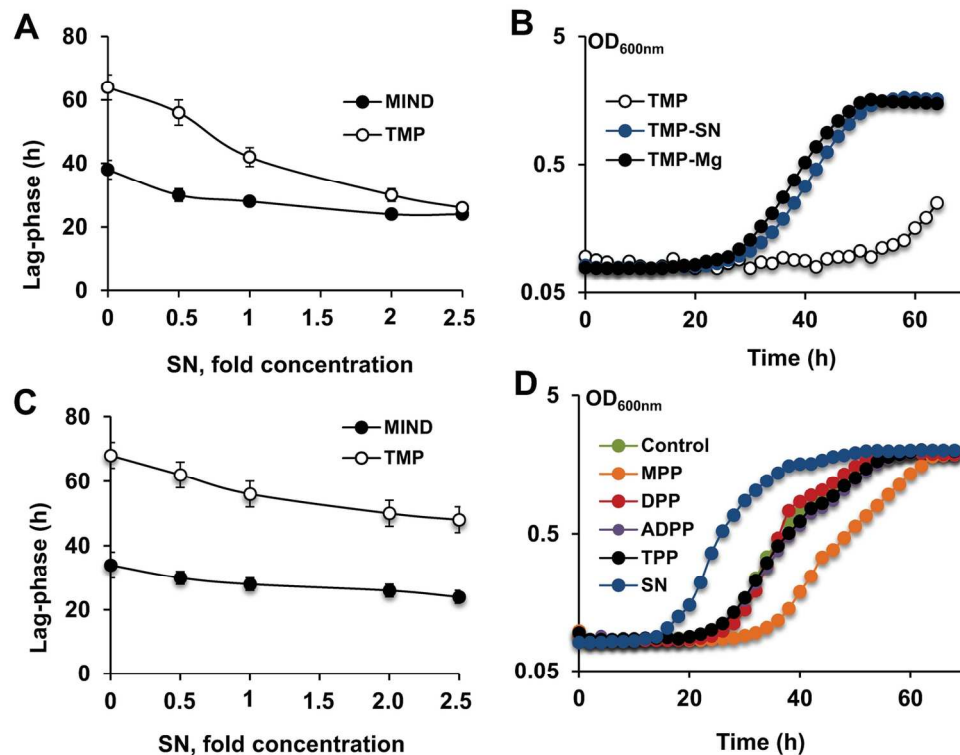 A
80
60
40
20
0
Lag-phase (h)
MIND
TMP
0 0.5 1 1.5 2 2.5
SN, fold concentration
B
5
OD600nm
0.5
0.05
TMP
TMP-SN
TMP-Mg
0 20 40 60
Time (h)
C
80
60
40
20
0
Lag-phase (h)
MIND
TMP
0 0.5 1 1.5 2.0 2.5
SN, fold concentration
D
5
OD600nm
0.5
0.05
Control
MPP
DPP
ADPP
TPP
SN
0 20 40 60
Time (h)